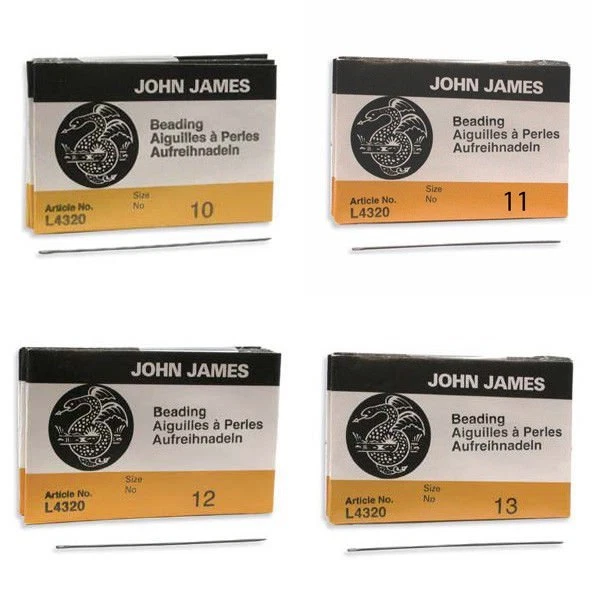 JOHN JAMES
Beading
Aiguilles à Perles
Aufreihnadeln
Article No.
L4320
Size
No
10
JOHN JAMES
Beading
Aiguilles à Perles
Aufreihnadeln
Article No.
L4320
Size
No
11
JOHN JAMES
Beading
Aiguilles à Perles
Aufreihnadeln
Article No.
L4320
Size
No
12
JOHN JAMES
Beading
Aiguilles à Perles
Aufreihnadeln
Article No.
L4320
Size
No
13